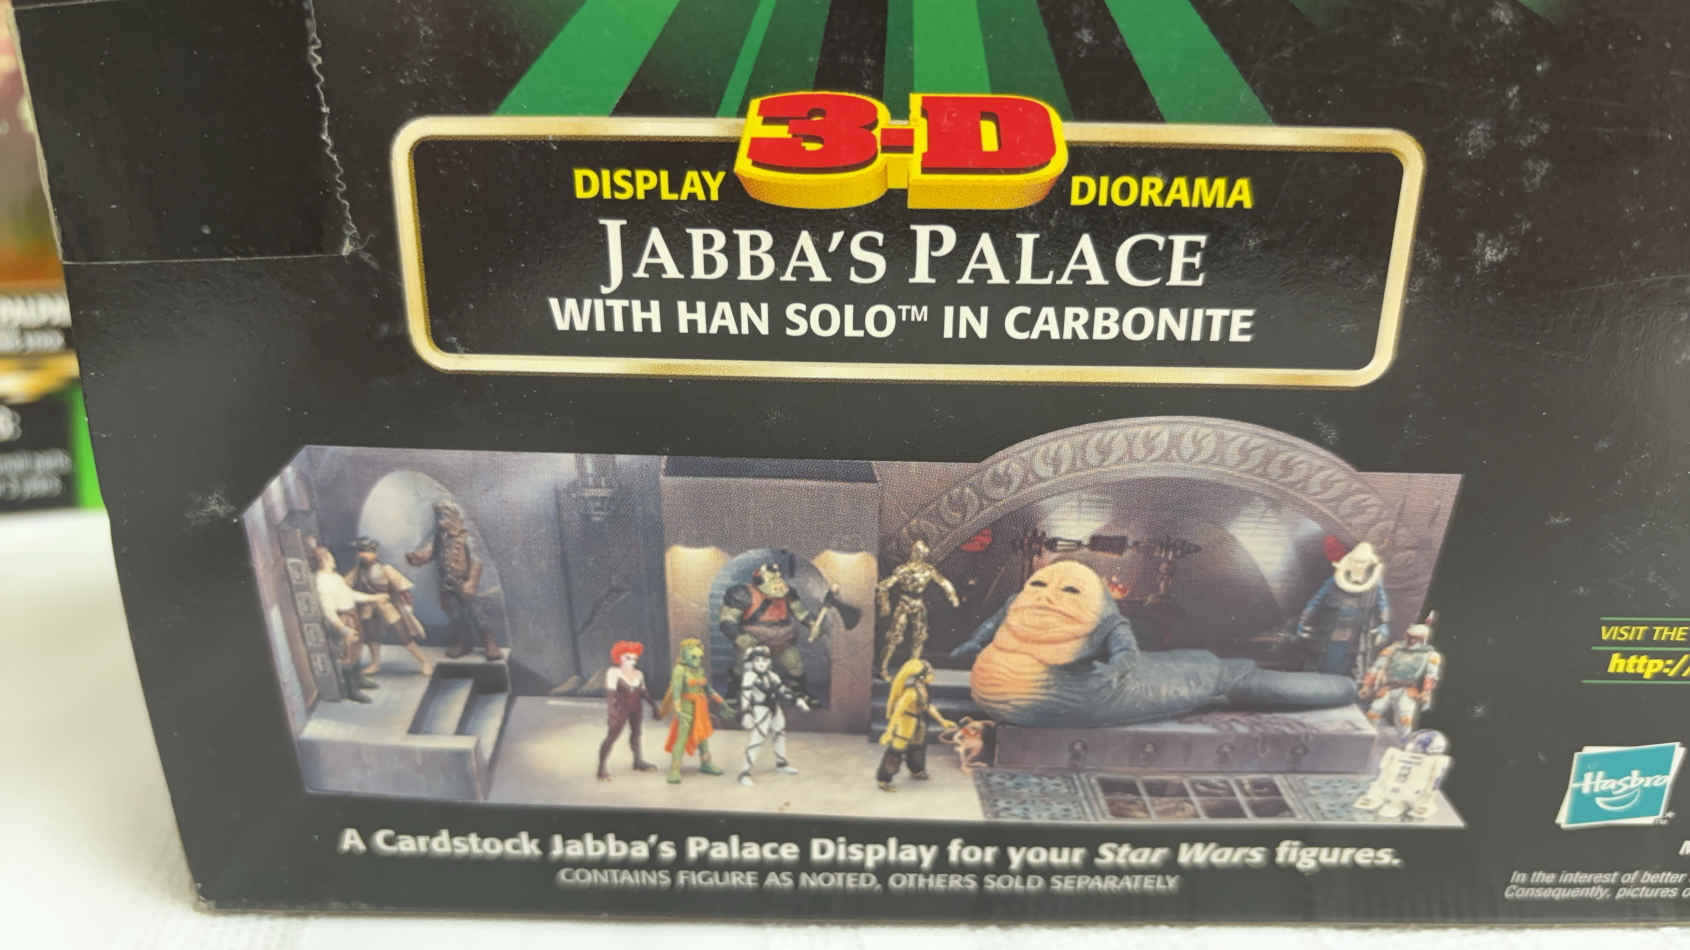 3-D
DISPLAY DIORAMA
JABBA'S PALACE
WITH HAN SOLO™ IN CARBONITE
VISIT THE
http:/
Hasbro
A Cardstock Jabba's Palace Display for your Star Wars figures.
CONTAINS FIGURE AS NOTED, OTHERS SOLD SEPARATELY
In the interest of better
Consequently, pictures